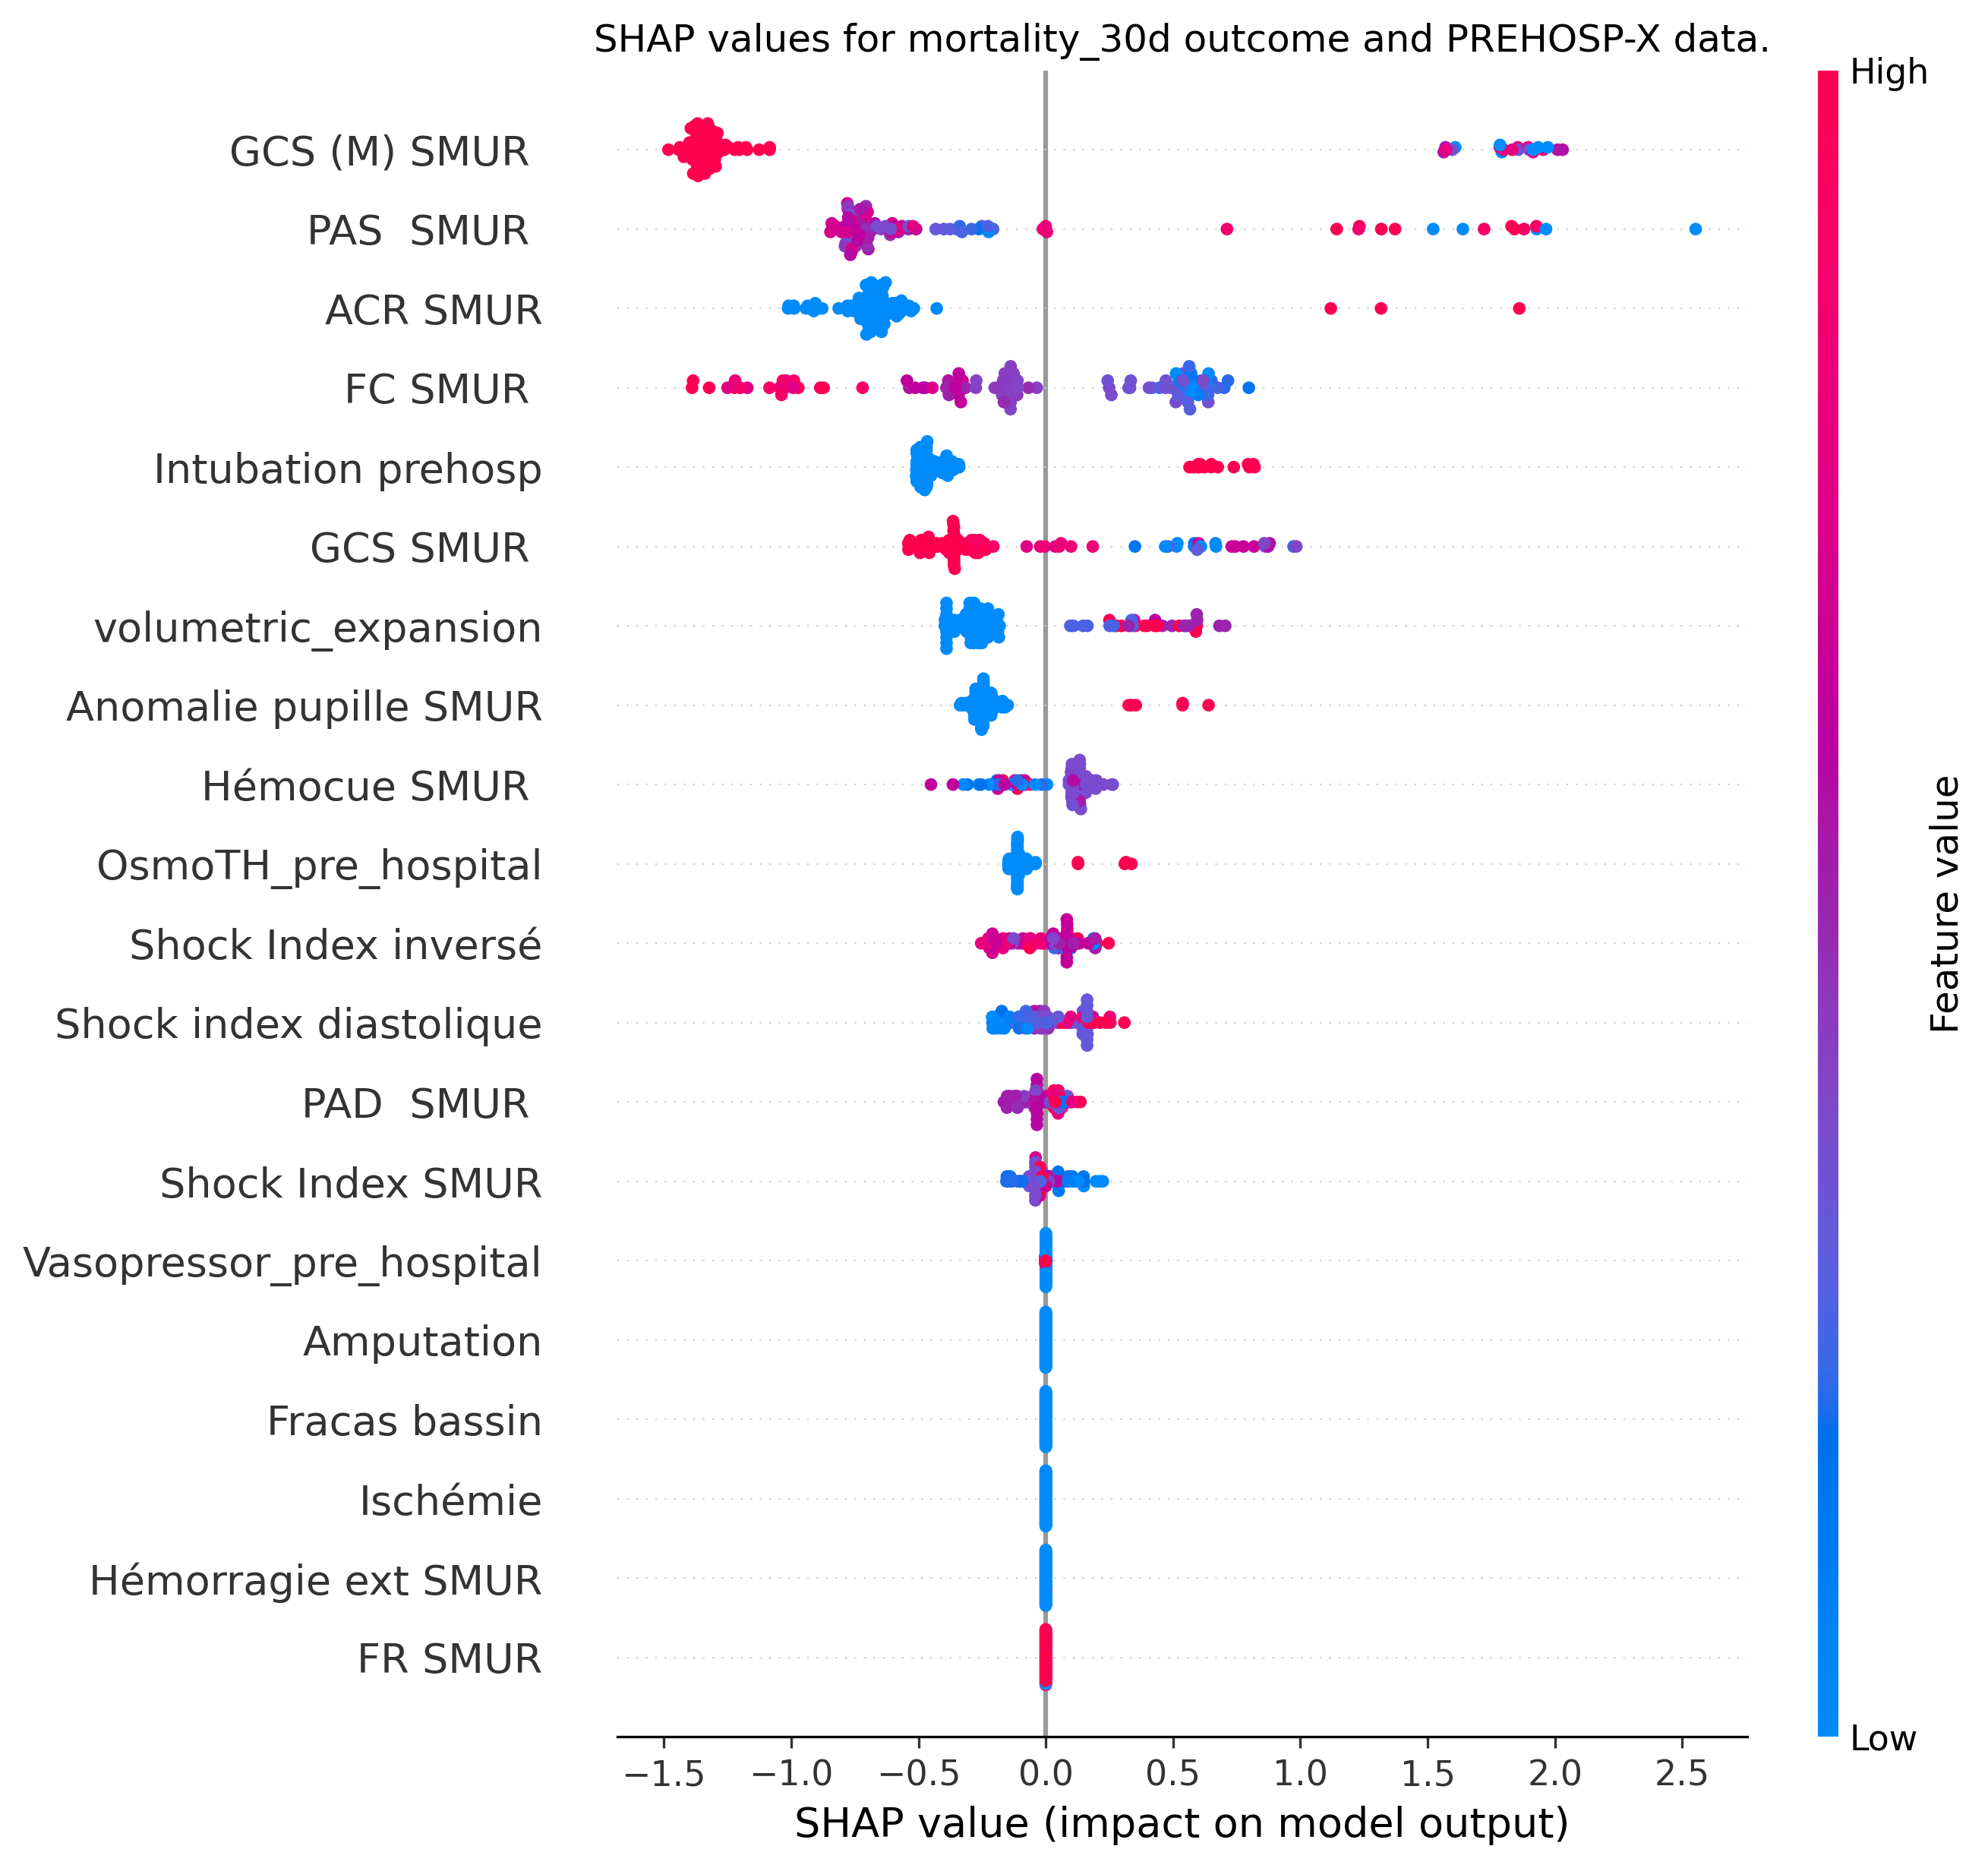 SHAP values for mortality_30d outcome and PREHOSP-X data.
High
GCS (M) SMUR
PAS  SMUR
ACR SMUR
FC SMUR
Intubation prehosp
GCS SMUR
volumetric_expansion
Anomalie pupille SMUR
Hémocue SMUR
OsmoTH_pre_hospital
Shock Index inversé
Shock index diastolique
PAD  SMUR
Shock Index SMUR
Vasopressor_pre_hospital
Amputation
Fracas bassin
Ischémie
Hémorragie ext SMUR
FR SMUR
Feature value
Low
−1.5 −1.0 −0.5 0.0 0.5 1.0 1.5 2.0 2.5
SHAP value (impact on model output)